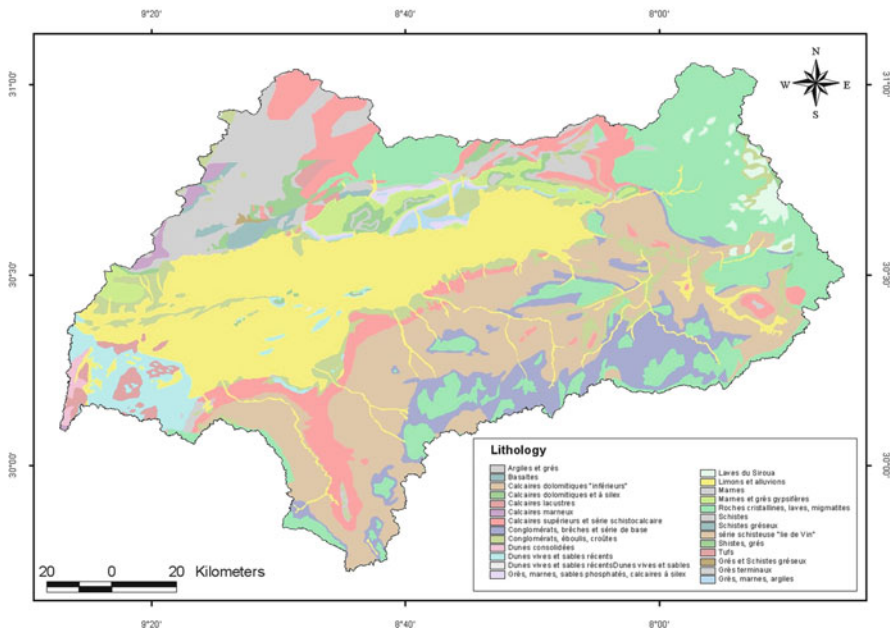 9°20' 8°40' 8°00'
N
W E
S
31°00' 31°00'
30°30' 30°30'
30°00' 30°00'
Lithology
Argiles et grés
Basaltes
Calcaires dolomitiques "inférieurs"
Calcaires dolomitiques et à silex
Calcaires lacustres
Calcaires marneux
Calcaires supérieurs et série schistocalcaire
Conglomérats, brêches et série de base
Conglomérats, éboulis, croûtes
Dunes consolidées
Dunes vives et sables récents
Dunes vives et sables récentsDunes vives et sables
Grès, marnes, sables phosphatés, calcaires à silex
Laves du Siroua
Limons et alluvions
Marnes
Marnes et grès gypsifères
Roches cristallines, laves, migmatites
Schistes
Schistes gréseux
série schisteuse "lie de Vin"
Shistes, grés
Tufs
Grés et Schistes gréseux
Grès terminaux
Grès, marnes, argiles
20 0 20 Kilometers
9°20' 8°40' 8°00'